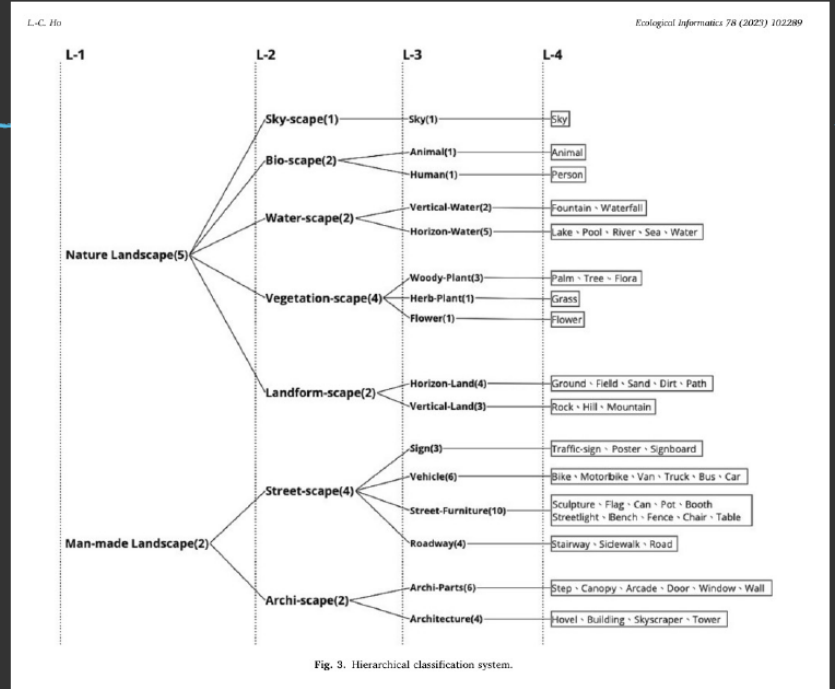 L.-C. Ho
Ecological Informatics 78 (2023) 102289
L-1 L-2 L-3 L-4
Sky-scape(1) Sky(1) Sky
Bio-scape(2) Animal(1) Animal
Human(1) Person
Water-scape(2) Vertical-Water(2) Fountain、Waterfall
Horizon-Water(5) Lake、Pool、River、Sea、Water
Nature Landscape(5)
Vegetation-scape(4) Woody-Plant(3) Palm、Tree、Flora
Herb-Plant(1) Grass
Flower(1) Flower
Landform-scape(2) Horizon-Land(4) Ground、Field、Sand、Dirt、Path
Vertical-Land(3) Rock、Hill、Mountain
Sign(3) Traffic-sign、Poster、Signboard
Street-scape(4) Vehicle(6) Bike、Motorbike、Van、Truck、Bus、Car
Street-Furniture(10) Sculpture、Flag、Can、Pot、Booth
Streetlight、Bench、Fence、Chair、Table
Man-made Landscape(2) Roadway(4) Stairway、Sidewalk、Road
Archi-scape(2) Archi-Parts(6) Step、Canopy、Arcade、Door、Window、Wall
Architecture(4) Hovel、Building、Skyscraper、Tower
Fig. 3. Hierarchical classification system.